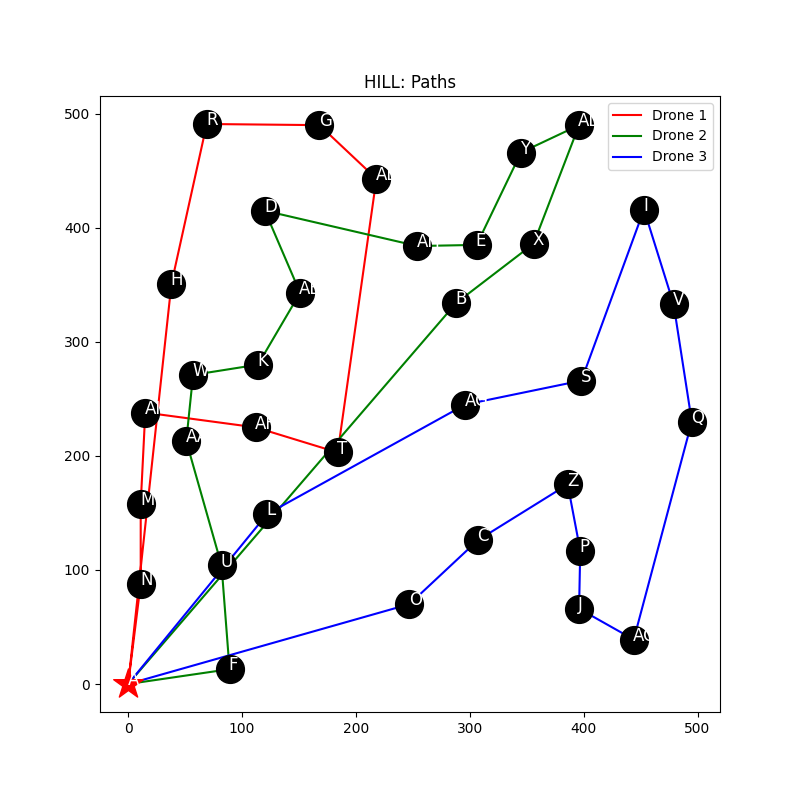 HILL: Paths
Drone 1
Drone 2
Drone 3
500
400
300
200
100
0
0
100
200
300
400
500
R
G
Y
D
I
E
X
H
B
V
K
W
S
Q
T
Z
M
L
C
P
U
N
O
J
F
A